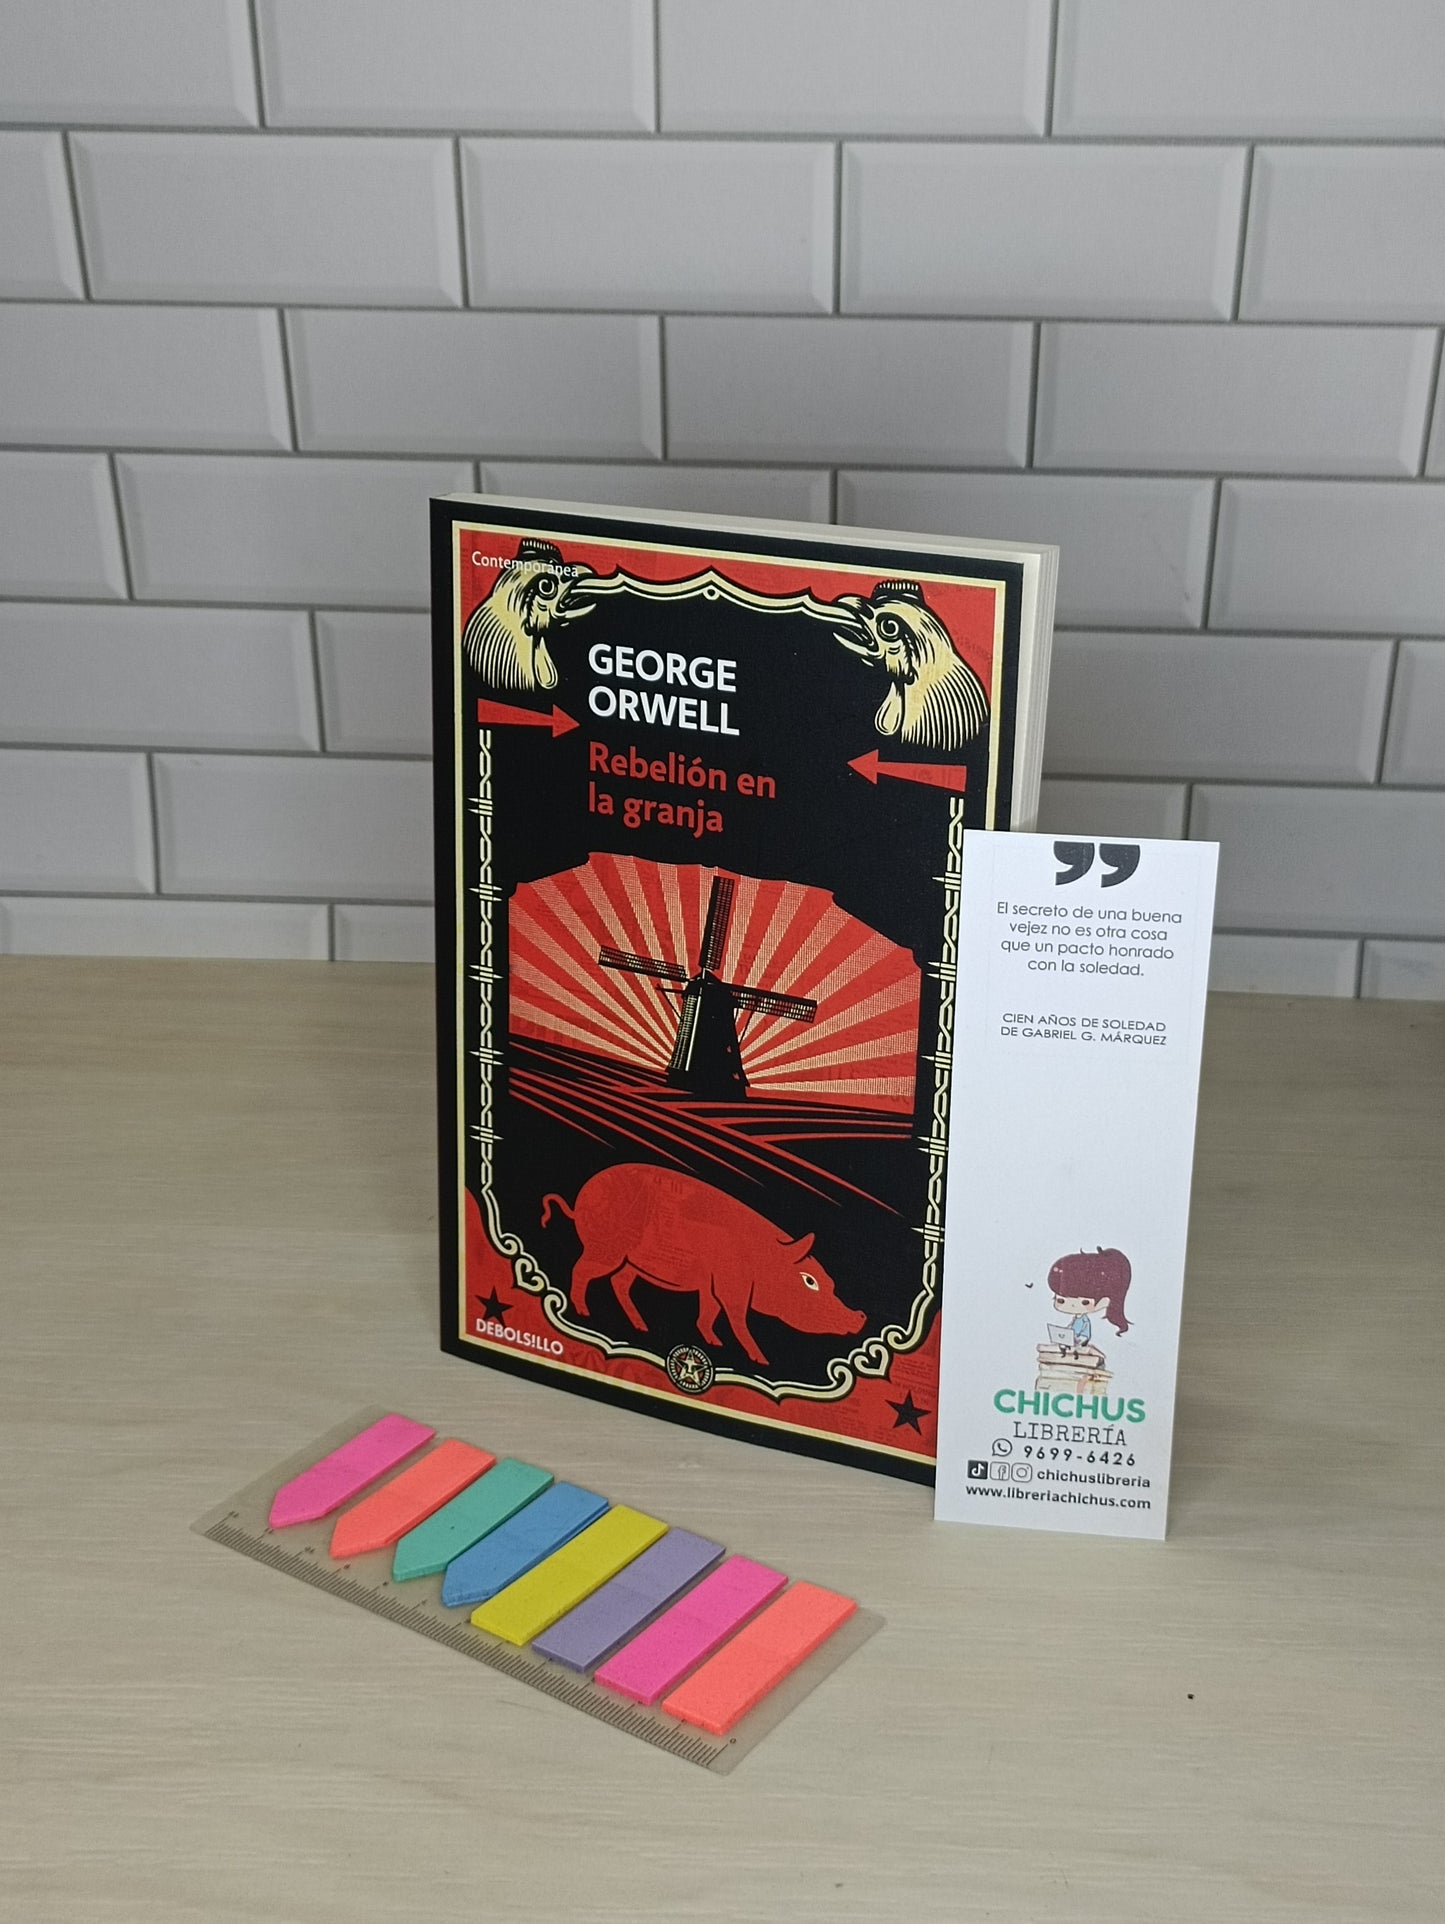 Contemporánea
GEORGE
ORWELL
Rebelión en
la granja
DEBOLS!LLO
El secreto de una buena
vejez no es otra cosa
que un pacto honrado
con la soledad.
CIEN AÑOS DE SOLEDAD
DE GABRIEL G. MÁRQUEZ
CHICHUS
LIBRERÍA
9699-6426
chichuslibreria
www.libreriachichus.com